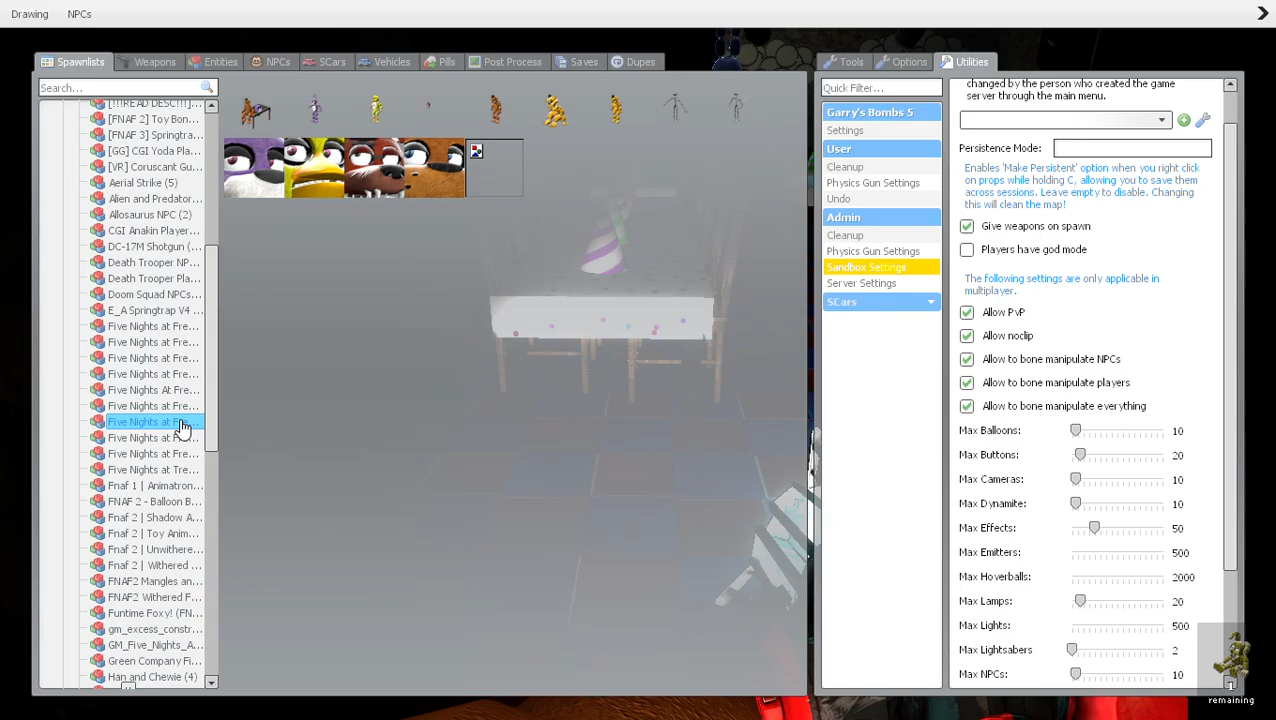 Drawing NPCs
Spawnlists Weapons Entities NPCs SCars Vehicles Pills Post Process Saves Dupes
Search...
[!!!READ DESC!!!]...
[FNAF 2] Toy Bon...
[FNAF 3] Springtra...
[GG] CGI Yoda Pla...
[VR] Coruscant Gu...
Aerial Strike (5)
Alien and Predator...
Allosaurus NPC (2)
CGI Anakin Player...
DC-17M Shotgun (...
Death Trooper NP...
Death Trooper Pla...
Doom Squad NPCs...
E_A Springtrap V4 ...
Five Nights at Fre...
Five Nights at Fre...
Five Nights at Fre...
Five Nights at Fre...
Five Nights At Fre...
Five Nights at Fre...
Five Nights at Fre...
Five Nights at Fre...
Five Nights at Fre...
Five Nights at Tre...
Fnaf 1 | Animatron...
FNAF 2 - Balloon B...
Fnaf 2 | Shadow A...
Fnaf 2 | Toy Anim...
Fnaf 2 | Unwithere...
Fnaf 2 | Withered ...
FNAF2 Mangles an...
FNAF2 Withered F...
Funtime Foxy! (FN...
gm_excess_constr...
GM_Five_Nights_A...
Green Company Fi...
Han and Chewie (4)
Tools Options Utilities
Quick Filter...
Garry's Bombs 5
Settings
User
Cleanup
Physics Gun Settings
Undo
Admin
Cleanup
Physics Gun Settings
Sandbox Settings
Server Settings
SCars
changed by the person who created the game
server through the main menu.
Persistence Mode:
Enables 'Make Persistent' option when you right click
on props while holding C, allowing you to save them
across sessions. Leave empty to disable. Changing
this will clean the map!
Give weapons on spawn
Players have god mode
The following settings are only applicable in
multiplayer.
Allow PvP
Allow noclip
Allow to bone manipulate NPCs
Allow to bone manipulate players
Allow to bone manipulate everything
Max Balloons: 10
Max Buttons: 20
Max Cameras: 10
Max Dynamite: 10
Max Effects: 50
Max Emitters: 500
Max Hoverballs: 2000
Max Lamps: 20
Max Lights: 500
Max Lightsabers 2
Max NPCs: 10
1
remaining